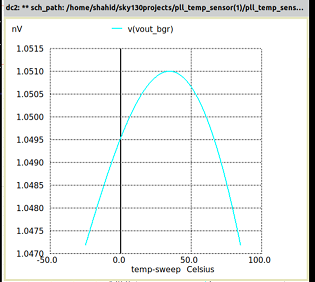 dc2: ** sch_path: /home/shahid/sky130projects/pll_temp_sensor(1)/pll_temp_sens...
nV
v(vout_bgr)
1.0515
1.0510
1.0505
1.0500
1.0495
1.0490
1.0485
1.0480
1.0475
1.0470
-50.0 0.0 50.0 100.0
temp-sweep Celsius